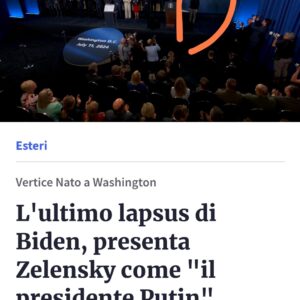 Washington D.C.
July 11, 2024
Esteri
Vertice Nato a Washington
L'ultimo lapsus di
Biden, presenta
Zelensky come "il
presidente Putin"